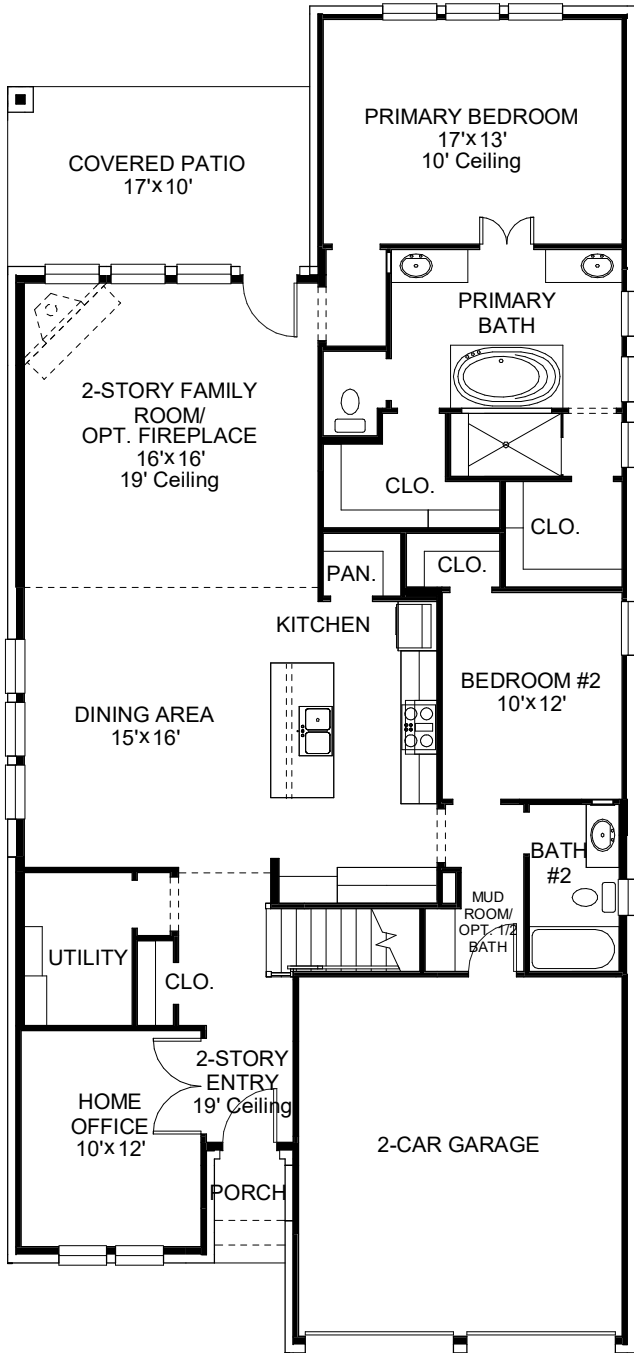 PRIMARY BEDROOM
17'x13'
10' Ceiling
COVERED PATIO
17'x10'
PRIMARY
BATH
2-STORY FAMILY
ROOM/
OPT. FIREPLACE
16'x16'
19' Ceiling
CLO.
CLO.
PAN.
CLO.
KITCHEN
BEDROOM #2
10'x12'
DINING AREA
15'x16'
BATH
#2
MUD
ROOM/
OPT. 1/2
BATH
UTILITY
CLO.
2-STORY
ENTRY
19' Ceiling
HOME
OFFICE
10'x12'
2-CAR GARAGE
PORCH